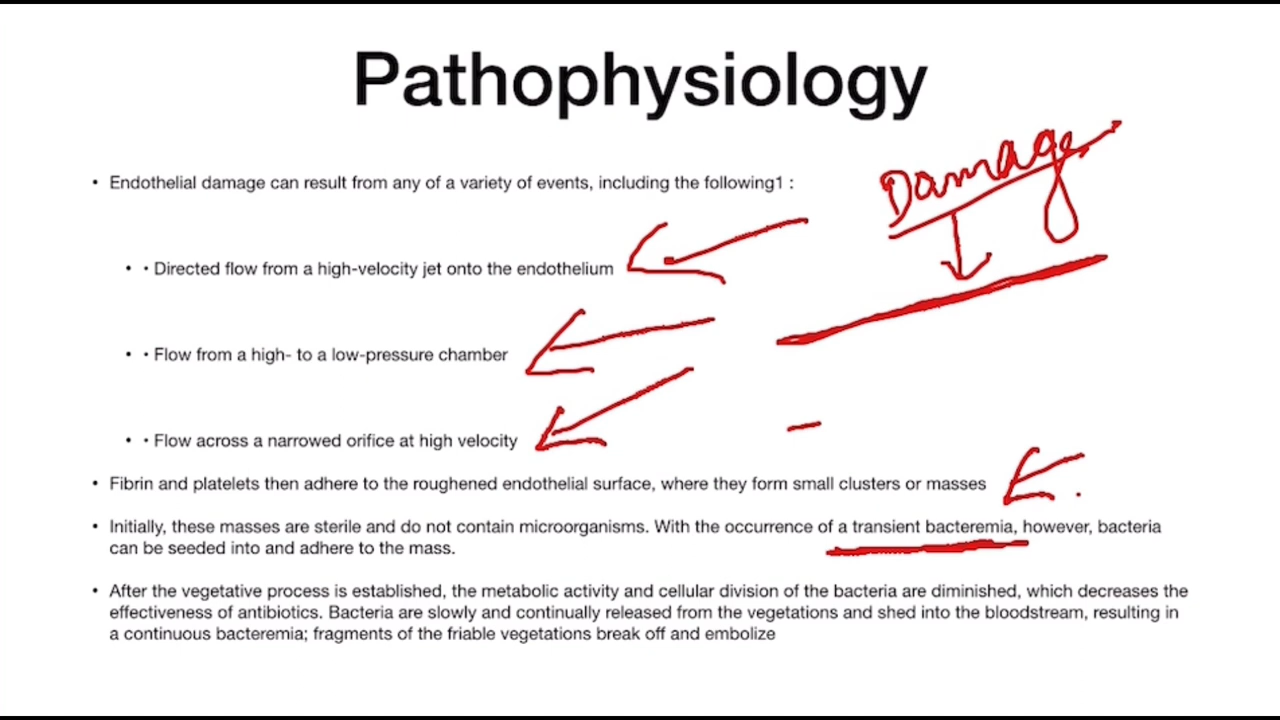 Pathophysiology
Damage
• Endothelial damage can result from any of a variety of events, including the following1 :
• • Directed flow from a high-velocity jet onto the endothelium
• • Flow from a high- to a low-pressure chamber
• • Flow across a narrowed orifice at high velocity
• Fibrin and platelets then adhere to the roughened endothelial surface, where they form small clusters or masses
• Initially, these masses are sterile and do not contain microorganisms. With the occurrence of a transient bacteremia, however, bacteria
can be seeded into and adhere to the mass.
• After the vegetative process is established, the metabolic activity and cellular division of the bacteria are diminished, which decreases the
effectiveness of antibiotics. Bacteria are slowly and continually released from the vegetations and shed into the bloodstream, resulting in
a continuous bacteremia; fragments of the friable vegetations break off and embolize